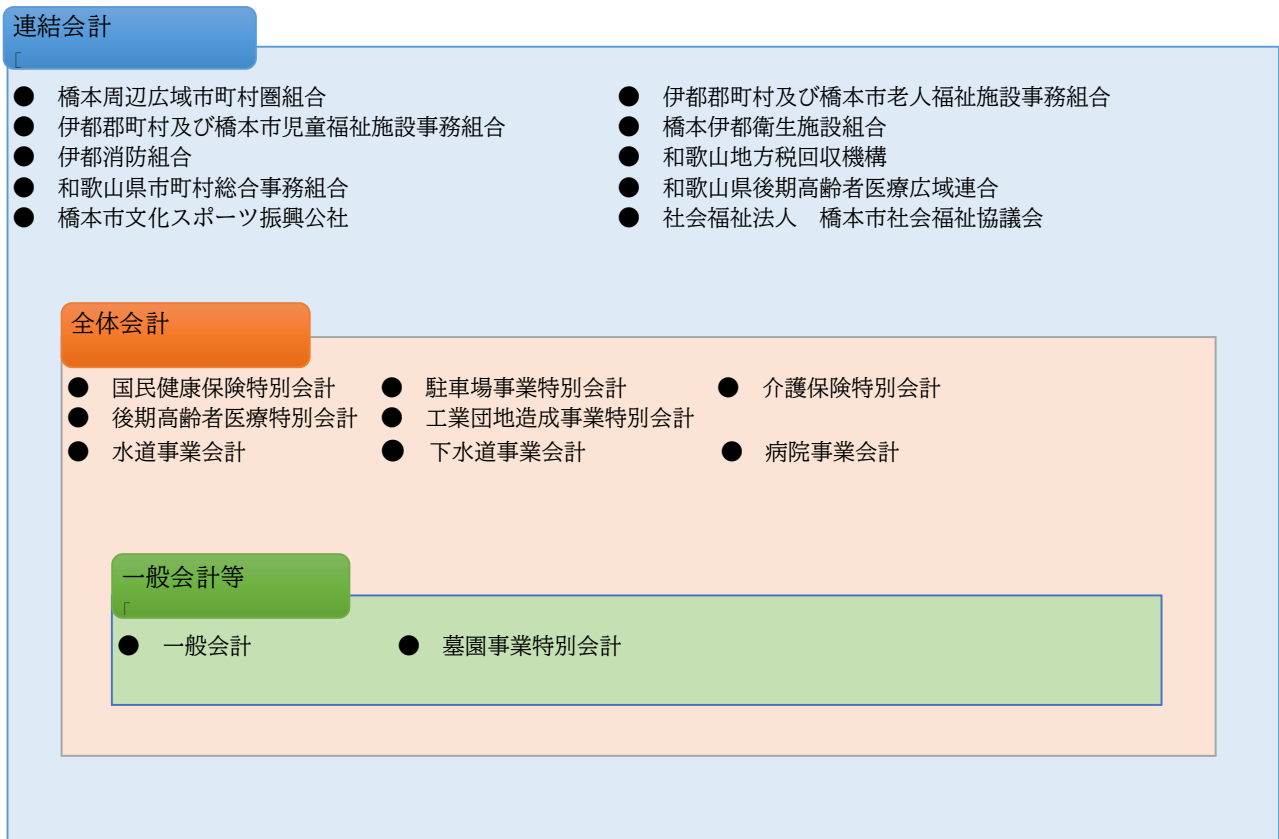 連結会計
● 橋本周辺広域市町村圏組合 ● 伊都郡町村及び橋本市老人福祉施設事務組合
● 伊都郡町村及び橋本市児童福祉施設事務組合 ● 橋本伊都衛生施設組合
● 伊都消防組合 ● 和歌山地方税回収機構
● 和歌山県市町村総合事務組合 ● 和歌山県後期高齢者医療広域連合
● 橋本市文化スポーツ振興公社 ● 社会福祉法人　橋本市社会福祉協議会
全体会計
● 国民健康保険特別会計 ● 駐車場事業特別会計 ● 介護保険特別会計
● 後期高齢者医療特別会計 ● 工業団地造成事業特別会計
● 水道事業会計 ● 下水道事業会計 ● 病院事業会計
一般会計等
● 一般会計 ● 墓園事業特別会計